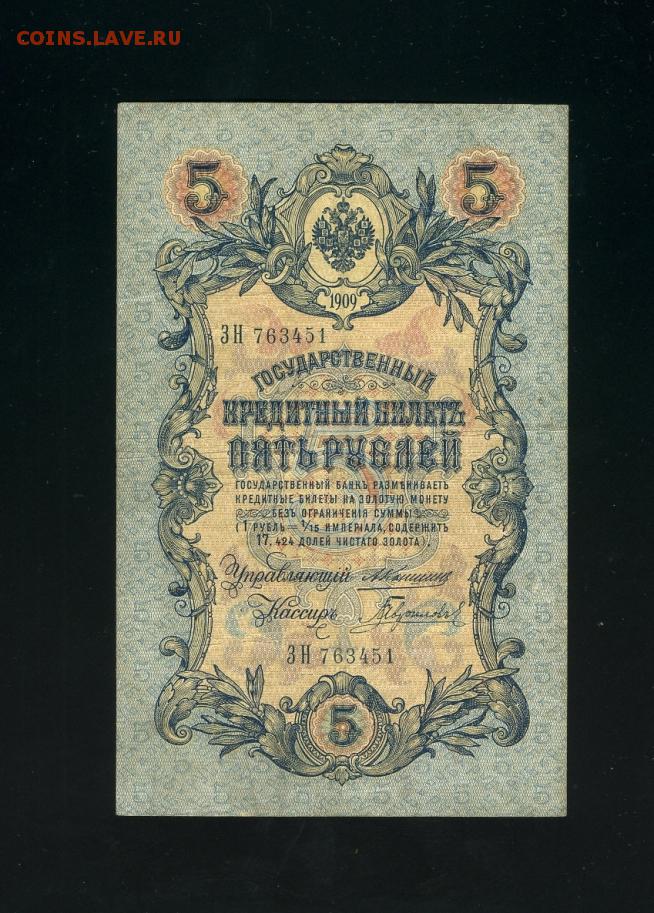 COINS.LAVE.RU
5 5
1909
ЗН 763451
ГОСУДАРСТВЕННЫЙ
КРЕДИТНЫЙ БИЛЕТЪ
ПЯТЬ РУБЛЕЙ
ГОСУДАРСТВЕННЫЙ БАНКЪ РАЗМѢНИВАЕТЪ
КРЕДИТНЫЕ БИЛЕТЫ НА ЗОЛОТУЮ МОНЕТУ
БЕЗЪ ОГРАНИЧЕНІЯ СУММЫ
(1 РУБЛЬ = 1/15 ИМПЕРІАЛА, СОДЕРЖИТЪ
17,424 ДОЛЕЙ ЧИСТАГО ЗОЛОТА).
Управляющій
Кассиръ
ЗН 763451
5